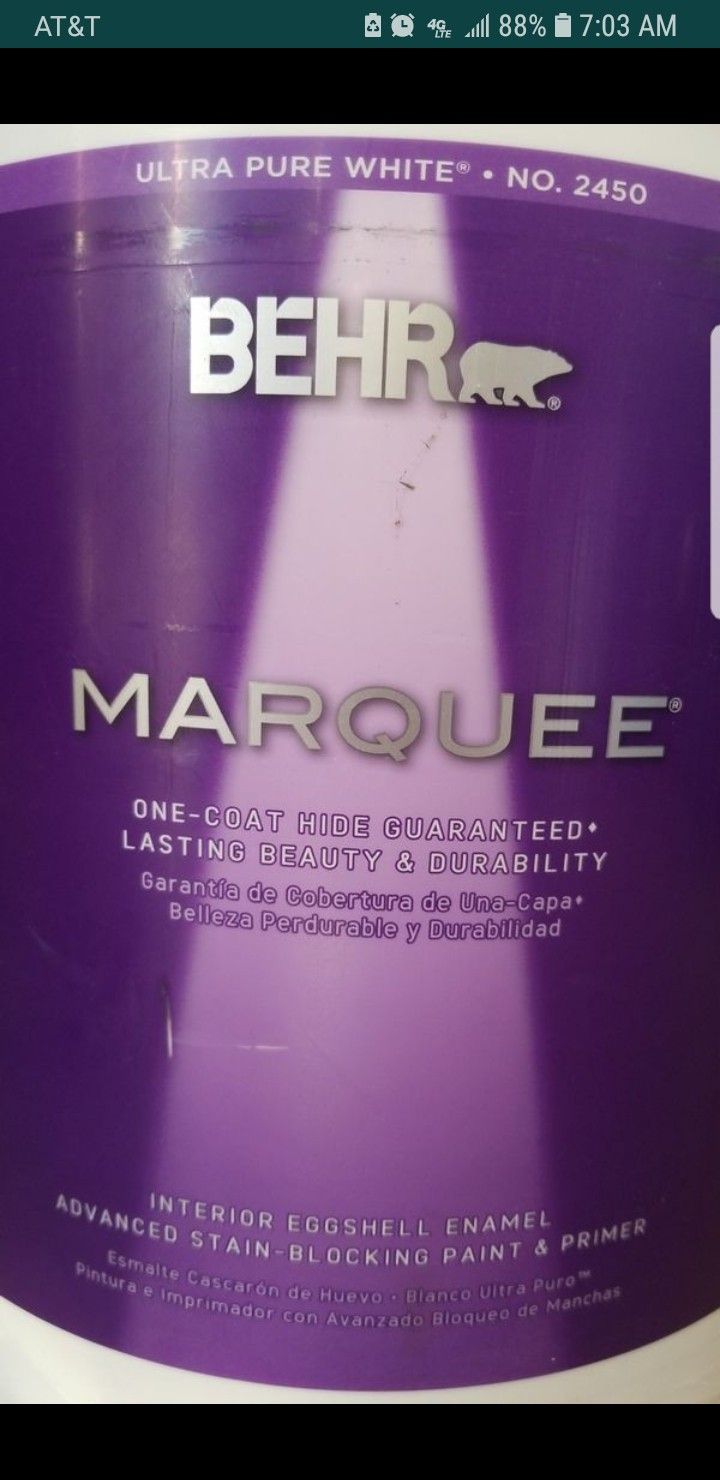 AT&T 4G LTE 88% 7:03 AM
ULTRA PURE WHITE® • NO. 2450
BEHR®
MARQUEE®
ONE-COAT HIDE GUARANTEED♦
LASTING BEAUTY & DURABILITY
Garantía de Cobertura de Una-Capa♦
Belleza Perdurable y Durabilidad
INTERIOR EGGSHELL ENAMEL
ADVANCED STAIN-BLOCKING PAINT & PRIMER
Esmalte Cascarón de Huevo • Blanco Ultra Puro™
Pintura e Imprimador con Avanzado Bloqueo de Manchas